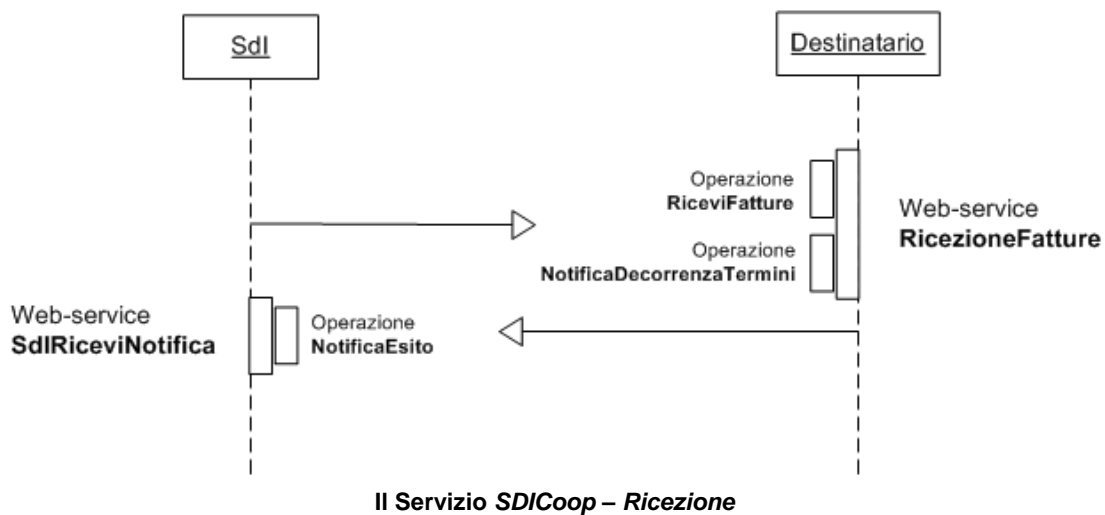 SdI
Destinatario
Operazione
RiceviFatture
Web-service
RicezioneFatture
Operazione
NotificaDecorrenzaTermini
Web-service
SdIRiceviNotifica
Operazione
NotificaEsito
Il Servizio SDICoop – Ricezione